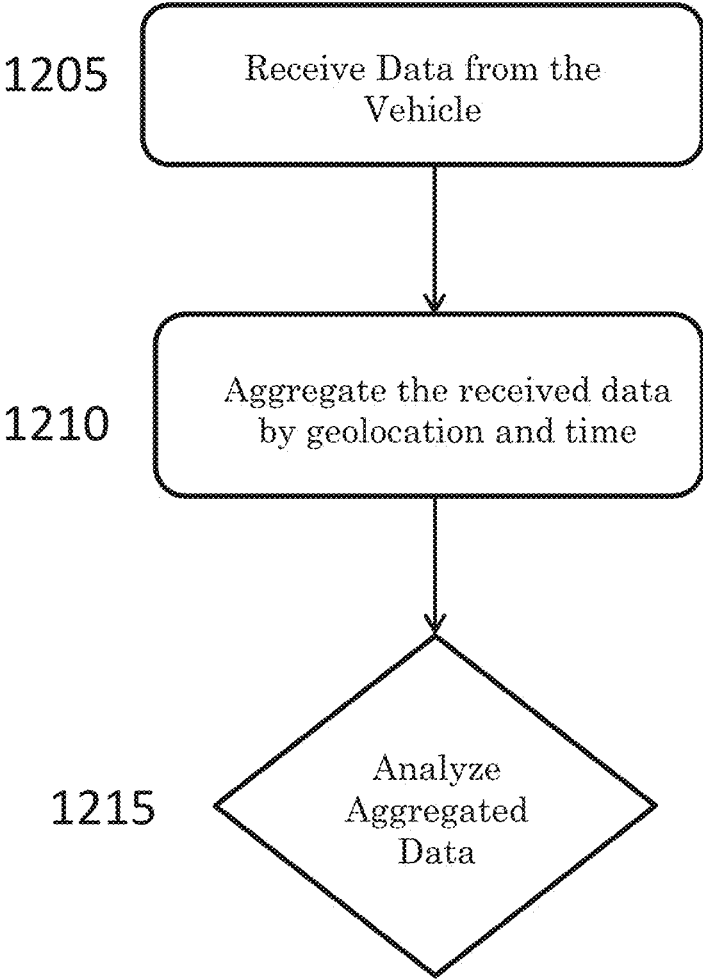 1205
Receive Data from the
Vehicle
1210
Aggregate the received data
by geolocation and time
1215
Analyze
Aggregated
Data